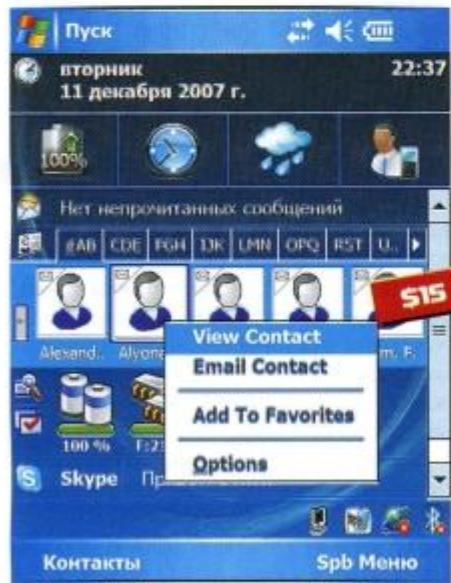 Пуск
вторник 22:37
11 декабря 2007 г.
100%
Нет непрочитанных сообщений
#AB CDE FGH IJK LMN OPQ RST U..
$15
View Contact
Alexand..
Email Contact
Add To Favorites
100 %
Options
Skype
Контакты Spb Меню